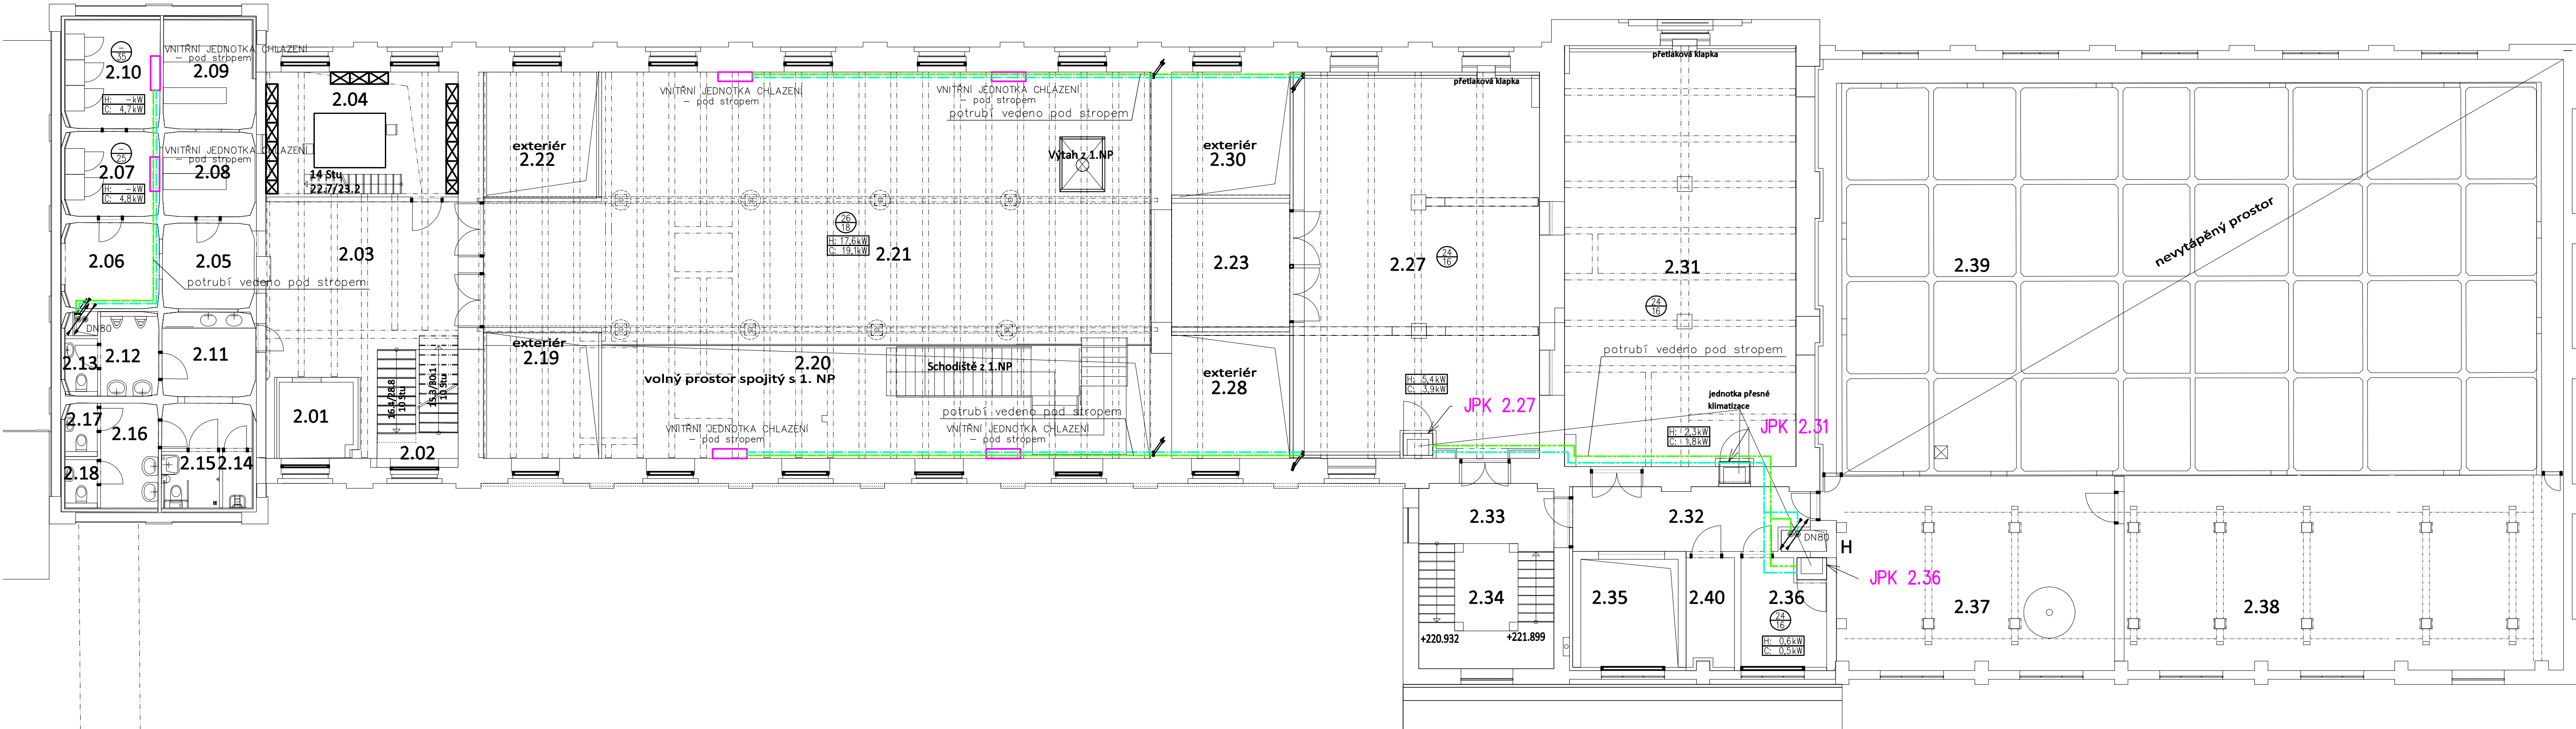 VNITŘNÍ JEDNOTKA CHLAZENÍ
– pod stropem
–
35
2.10
2.09
H: –kW
C: 4,7kW
VNITŘNÍ JEDNOTKA CHLAZENÍ
– pod stropem
–
25
2.07
2.08
H: –kW
C: 4,8kW
2.06
2.05
potrubí vedeno pod stropem
DN80
2.13
2.12
2.11
2.17
2.16
2.18
2.15
2.14
2.04
14 Stu
22.7/23.2
2.03
2.01
16.4/28.8
10 Stu
15.3/30.1
10 Stu
2.02
exteriér
2.22
exteriér
2.19
VNITŘNÍ JEDNOTKA CHLAZENÍ
– pod stropem
VNITŘNÍ JEDNOTKA CHLAZENÍ
– pod stropem
potrubí vedeno pod stropem
Výtah z 1.NP
26
18
H: 17,6kW
C: 19,1kW
2.21
2.20
volný prostor spojitý s 1. NP
Schodiště z 1.NP
potrubí vedeno pod stropem
VNITŘNÍ JEDNOTKA CHLAZENÍ
– pod stropem
VNITŘNÍ JEDNOTKA CHLAZENÍ
– pod stropem
exteriér
2.30
2.23
exteriér
2.28
přetlaková klapka
2.27
24
16
H: 5,4kW
C: 3,9kW
JPK 2.27
přetlaková klapka
2.31
24
16
potrubí vedeno pod stropem
jednotka přesné
klimatizace
H: 2,3kW
C: 1,8kW
JPK 2.31
2.33
2.32
DN80
H
JPK 2.36
2.34
+220.932
+221.899
2.35
2.40
2.36
24
16
H: 0,6kW
C: 0,5kW
2.39
nevytápěný prostor
2.37
2.38